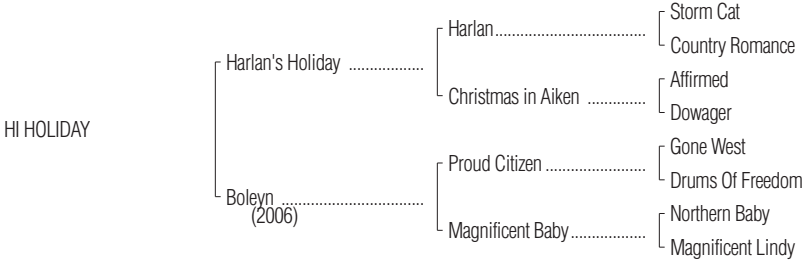 Storm Cat
Harlan....................................
Country Romance
Harlan's Holiday ..................
Affirmed
Christmas in Aiken ..............
Dowager
HI HOLIDAY
Gone West
Proud Citizen ........................
Drums Of Freedom
Boleyn ..................................
(2006)
Northern Baby
Magnificent Baby..................
Magnificent Lindy